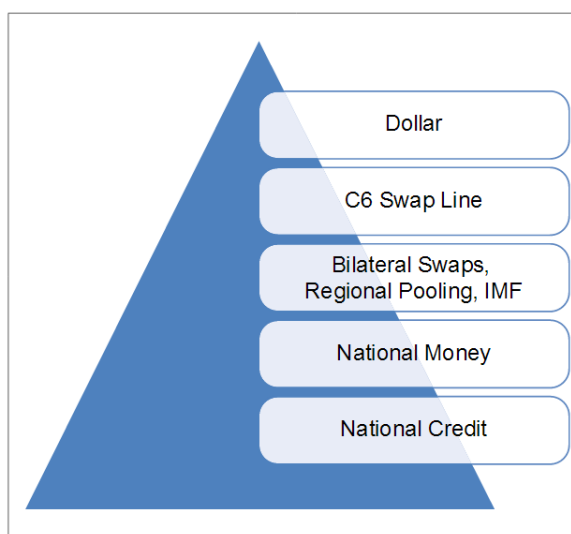 Dollar
C6 Swap Line
Bilateral Swaps,
Regional Pooling, IMF
National Money
National Credit